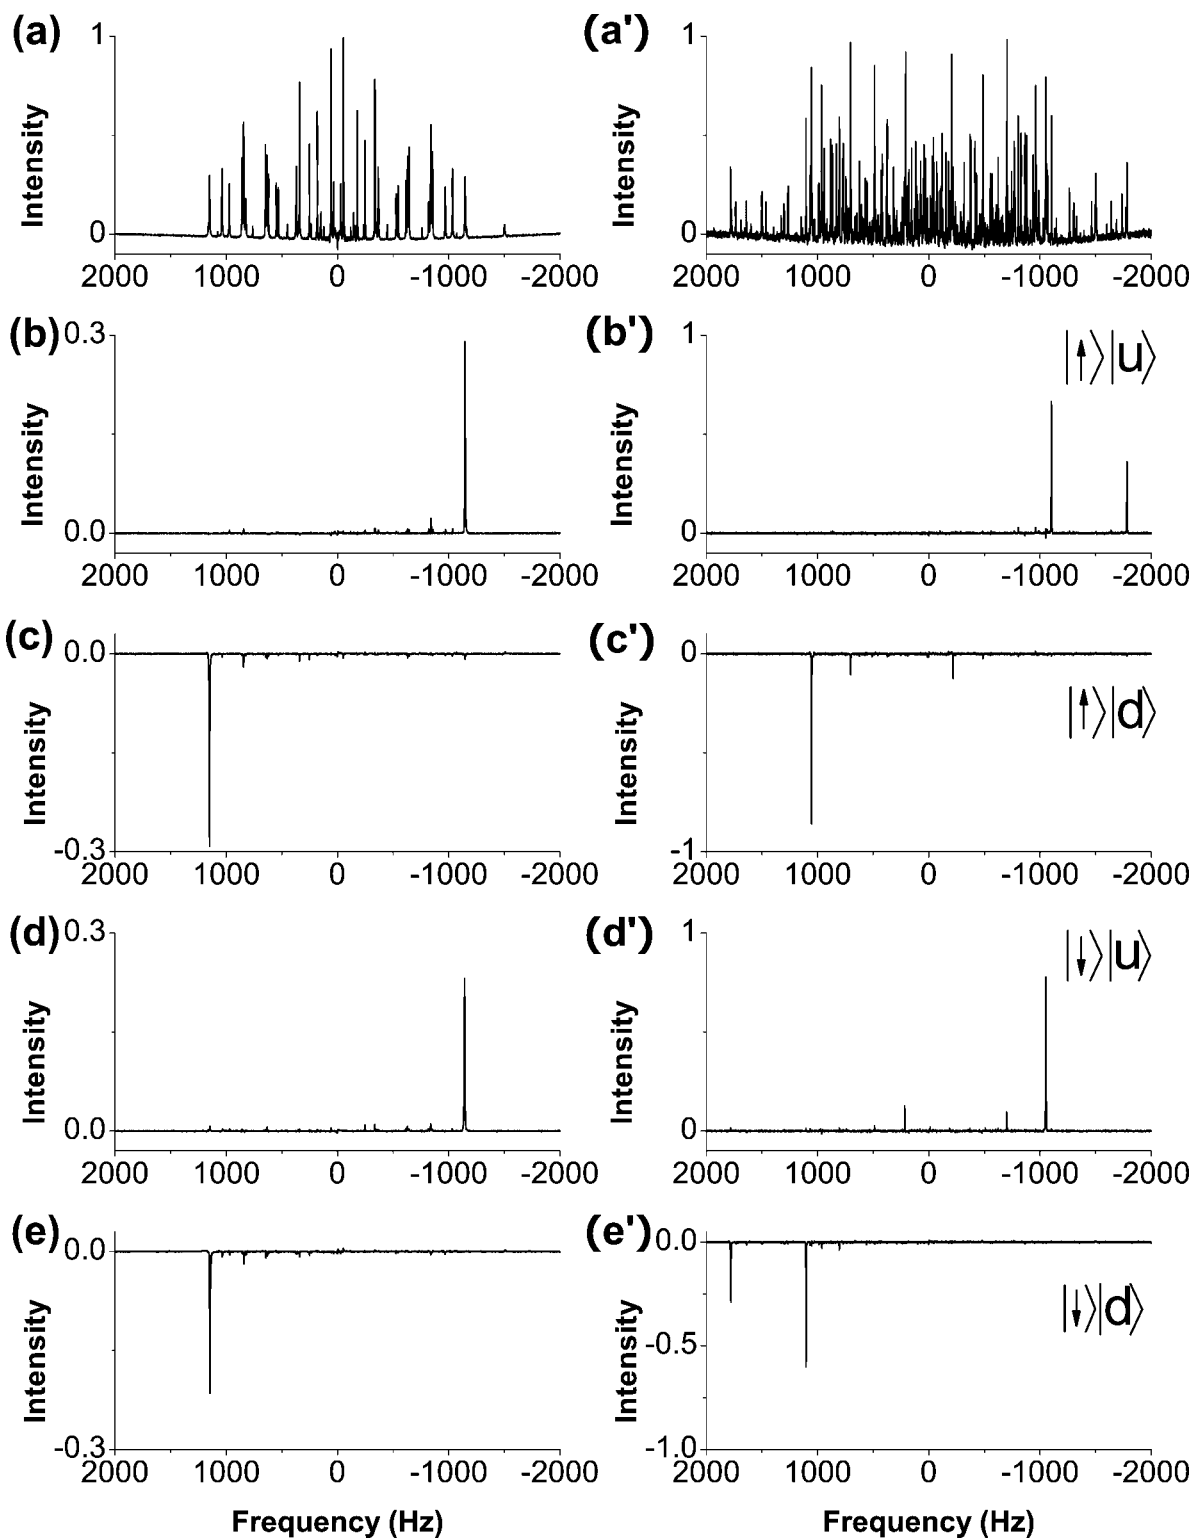 (a) (a')
1 1
Intensity Intensity
0 0
2000 1000 0 -1000 -2000 2000 1000 0 -1000 -2000
(b) (b')
0.3 1 |↑⟩|u⟩
Intensity Intensity
0.0 0
2000 1000 0 -1000 -2000 2000 1000 0 -1000 -2000
(c) (c')
0.0 0
Intensity Intensity |↑⟩|d⟩
-0.3 -1
2000 1000 0 -1000 -2000 2000 1000 0 -1000 -2000
(d) (d')
0.3 1 |↓⟩|u⟩
Intensity Intensity
0.0 0
2000 1000 0 -1000 -2000 2000 1000 0 -1000 -2000
(e) (e')
0.0 0.0
Intensity Intensity |↓⟩|d⟩
-0.5
-0.3 -1.0
2000 1000 0 -1000 -2000 2000 1000 0 -1000 -2000
Frequency (Hz) Frequency (Hz)